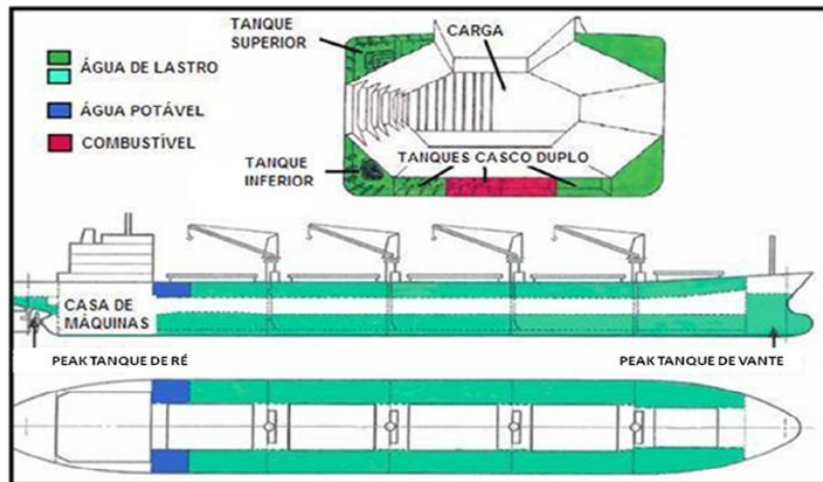 TANQUE
SUPERIOR
CARGA
ÁGUA DE LASTRO
ÁGUA POTÁVEL
COMBUSTÍVEL
TANQUE
INFERIOR
TANQUES CASCO DUPLO
CASA DE
MÁQUINAS
PEAK TANQUE DE RÉ
PEAK TANQUE DE VANTE